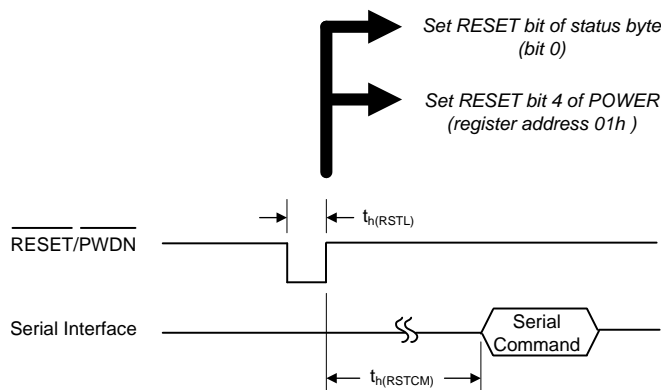 Set RESET bit of status byte
(bit 0)
Set RESET bit 4 of POWER
(register address 01h )
th(RSTL)
RESET/PWDN
Serial Interface
Serial
Command
th(RSTCM)